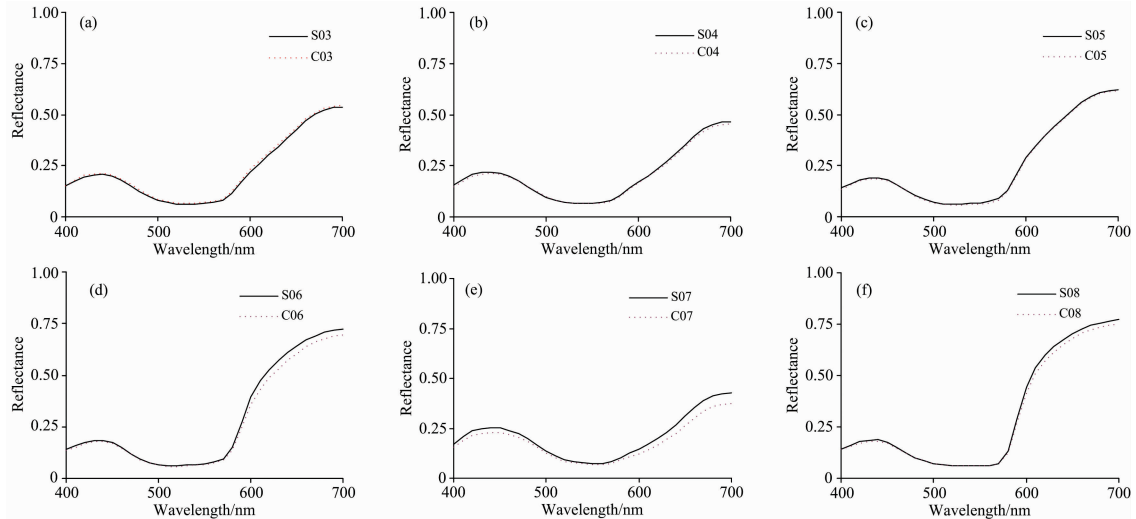 (a)
S03
C03
1.00
0.75
0.50
0.25
0
Reflectance
400
500
600
700
Wavelength/nm
(b)
S04
C04
1.00
0.75
0.50
0.25
0
Reflectance
400
500
600
700
Wavelength/nm
(c)
S05
C05
1.00
0.75
0.50
0.25
0
Reflectance
400
500
600
700
Wavelength/nm
(d)
S06
C06
1.00
0.75
0.50
0.25
0
Reflectance
400
500
600
700
Wavelength/nm
(e)
S07
C07
1.00
0.75
0.50
0.25
0
Reflectance
400
500
600
700
Wavelength/nm
(f)
S08
C08
1.00
0.75
0.50
0.25
0
Reflectance
400
500
600
700
Wavelength/nm